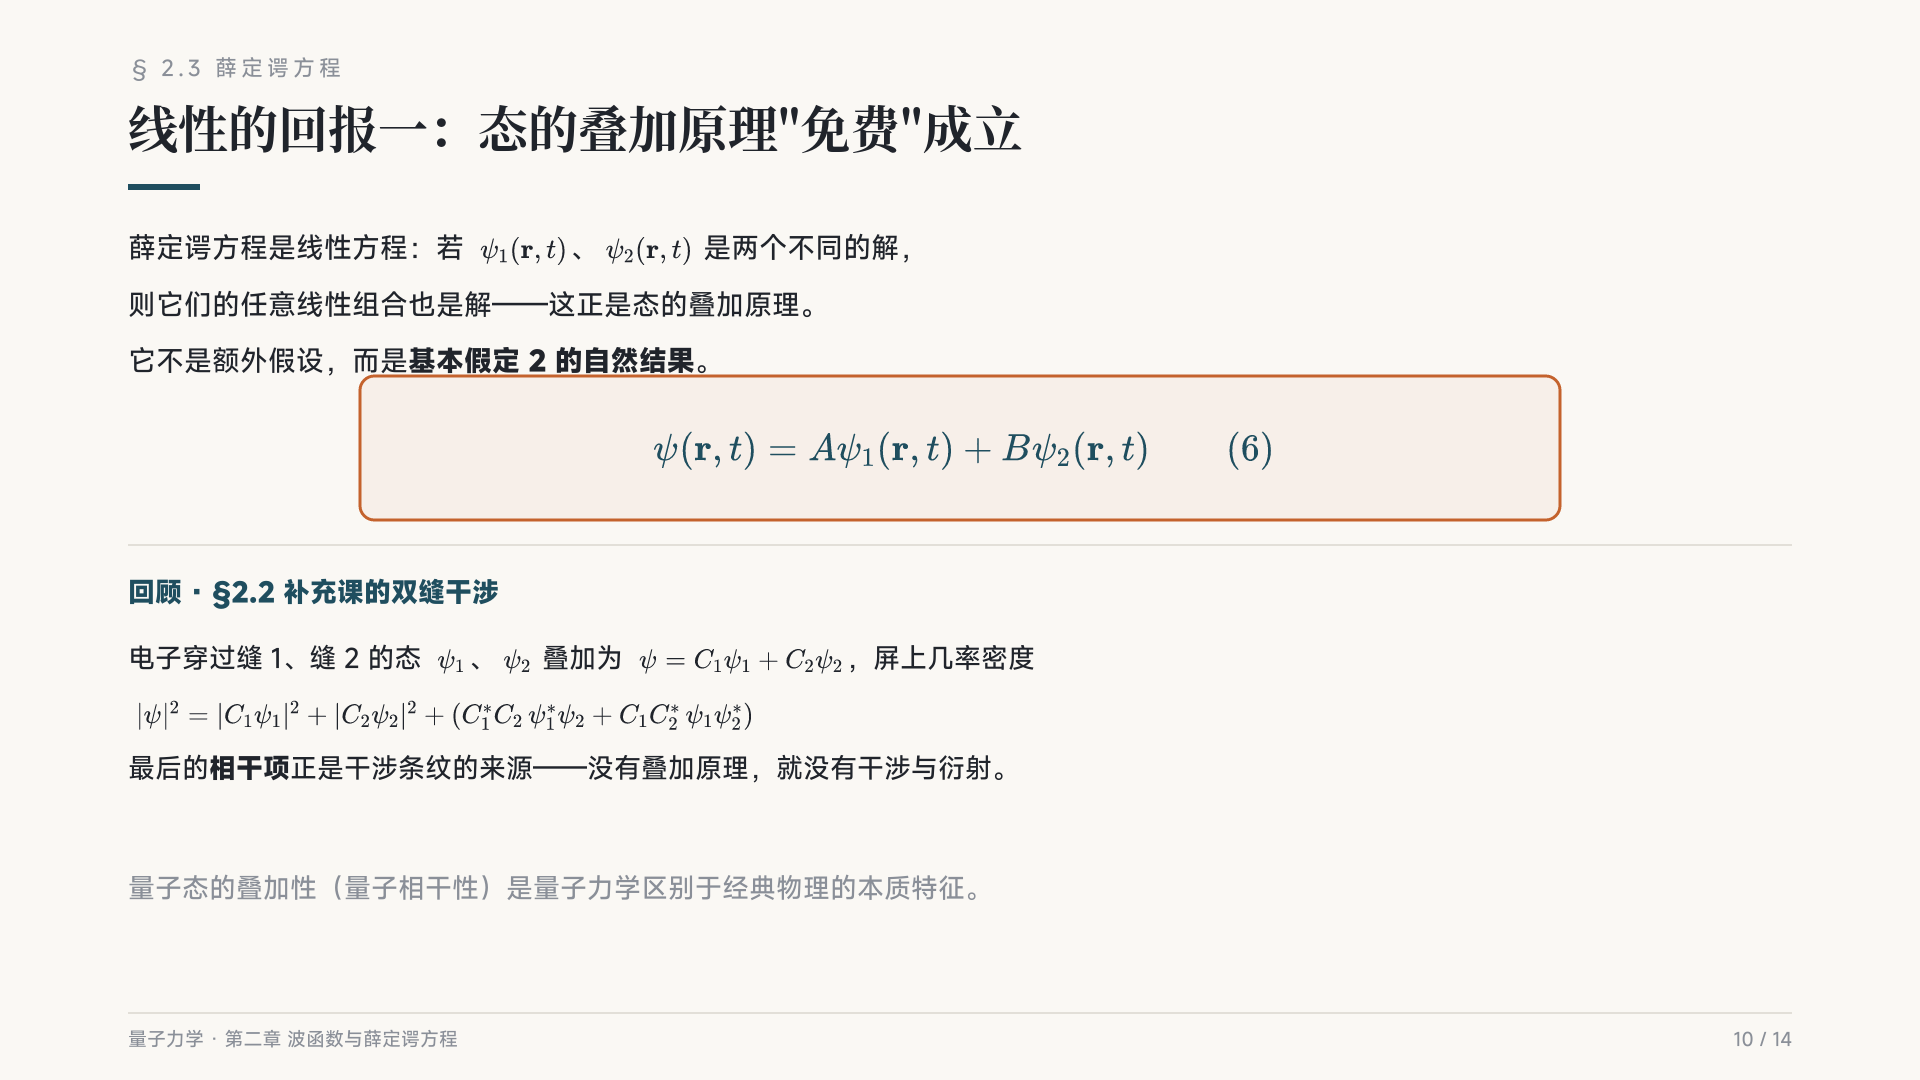 § 2.3 薛定谔方程
线性的回报一：态的叠加原理"免费"成立
薛定谔方程是线性方程：若 ψ₁(r, t)、ψ₂(r, t) 是两个不同的解，
则它们的任意线性组合也是解——这正是态的叠加原理。
它不是额外假设，而是基本假定 2 的自然结果。
ψ(r, t) = Aψ₁(r, t) + Bψ₂(r, t) (6)
回顾 · §2.2 补充课的双缝干涉
电子穿过缝 1、缝 2 的态 ψ₁、ψ₂ 叠加为 ψ = C₁ψ₁ + C₂ψ₂，屏上几率密度
|ψ|² = |C₁ψ₁|² + |C₂ψ₂|² + (C₁*C₂ ψ₁*ψ₂ + C₁C₂* ψ₁ψ₂*)
最后的相干项正是干涉条纹的来源——没有叠加原理，就没有干涉与衍射。
量子态的叠加性（量子相干性）是量子力学区别于经典物理的本质特征。
量子力学 · 第二章 波函数与薛定谔方程
10 / 14